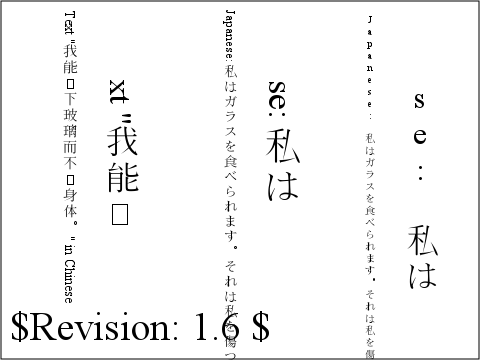 Text "我能□下玻璃而不□身体。" in Chinese
xt "我能□
Japanese: 私はガラスを食べられます。それは私を傷つ
se: 私は
Japanese: 私はガラスを食べられます。それは私を傷
se: 私は
$Revision: 1.6 $